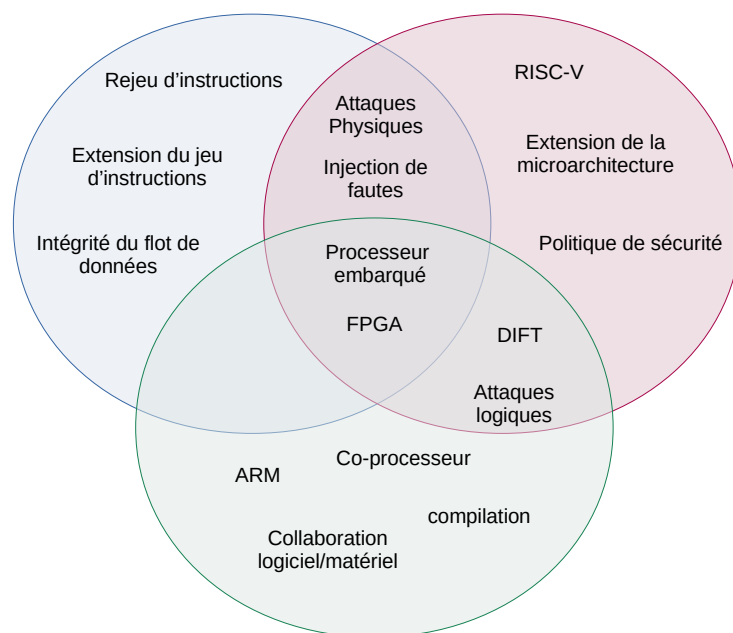 Rejeu d’instructions
Extension du jeu
d’instructions
Intégrité du flot de
données
Attaques
Physiques
Injection de
fautes
RISC-V
Extension de la
microarchitecture
Politique de sécurité
Processeur
embarqué
FPGA
DIFT
Attaques
logiques
ARM
Co-processeur
compilation
Collaboration
logiciel/matériel